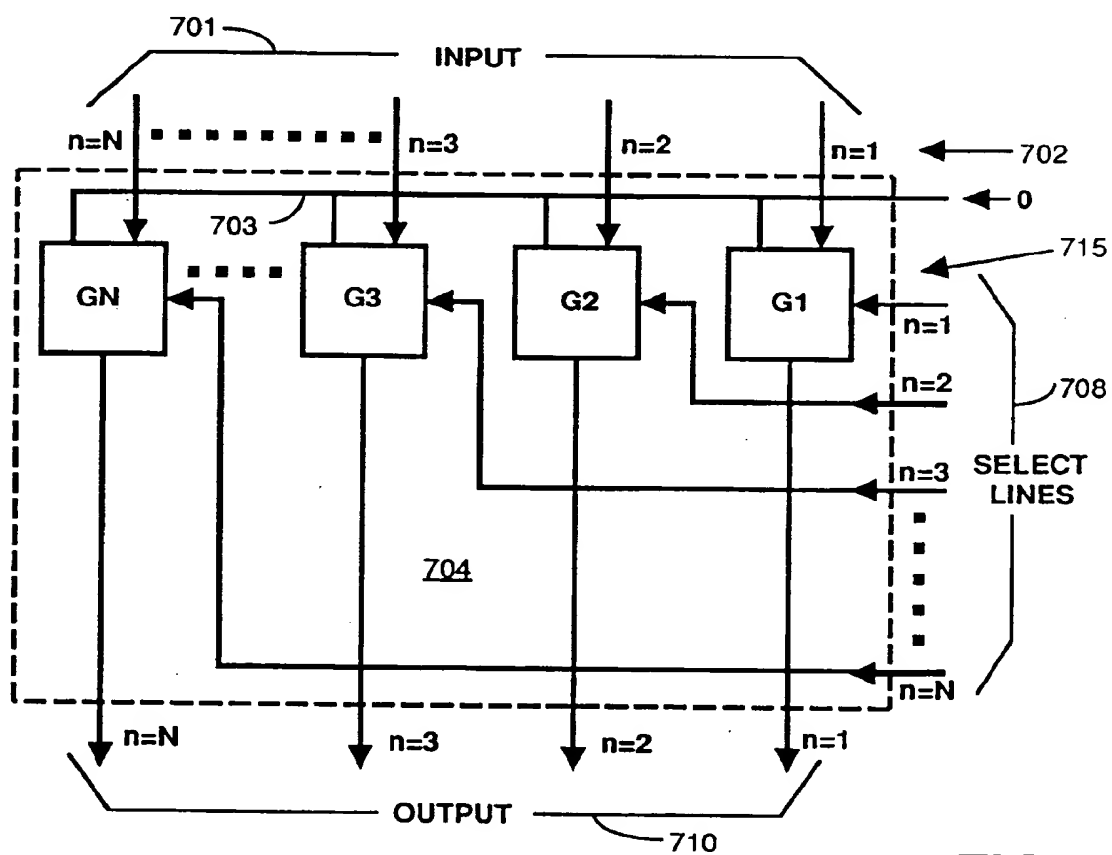 701
INPUT
n=N
n=3
n=2
n=1
702
703
0
715
GN
G3
G2
G1
n=1
n=2
708
n=3
SELECT
LINES
704
n=N
n=N
n=3
n=2
n=1
OUTPUT
710